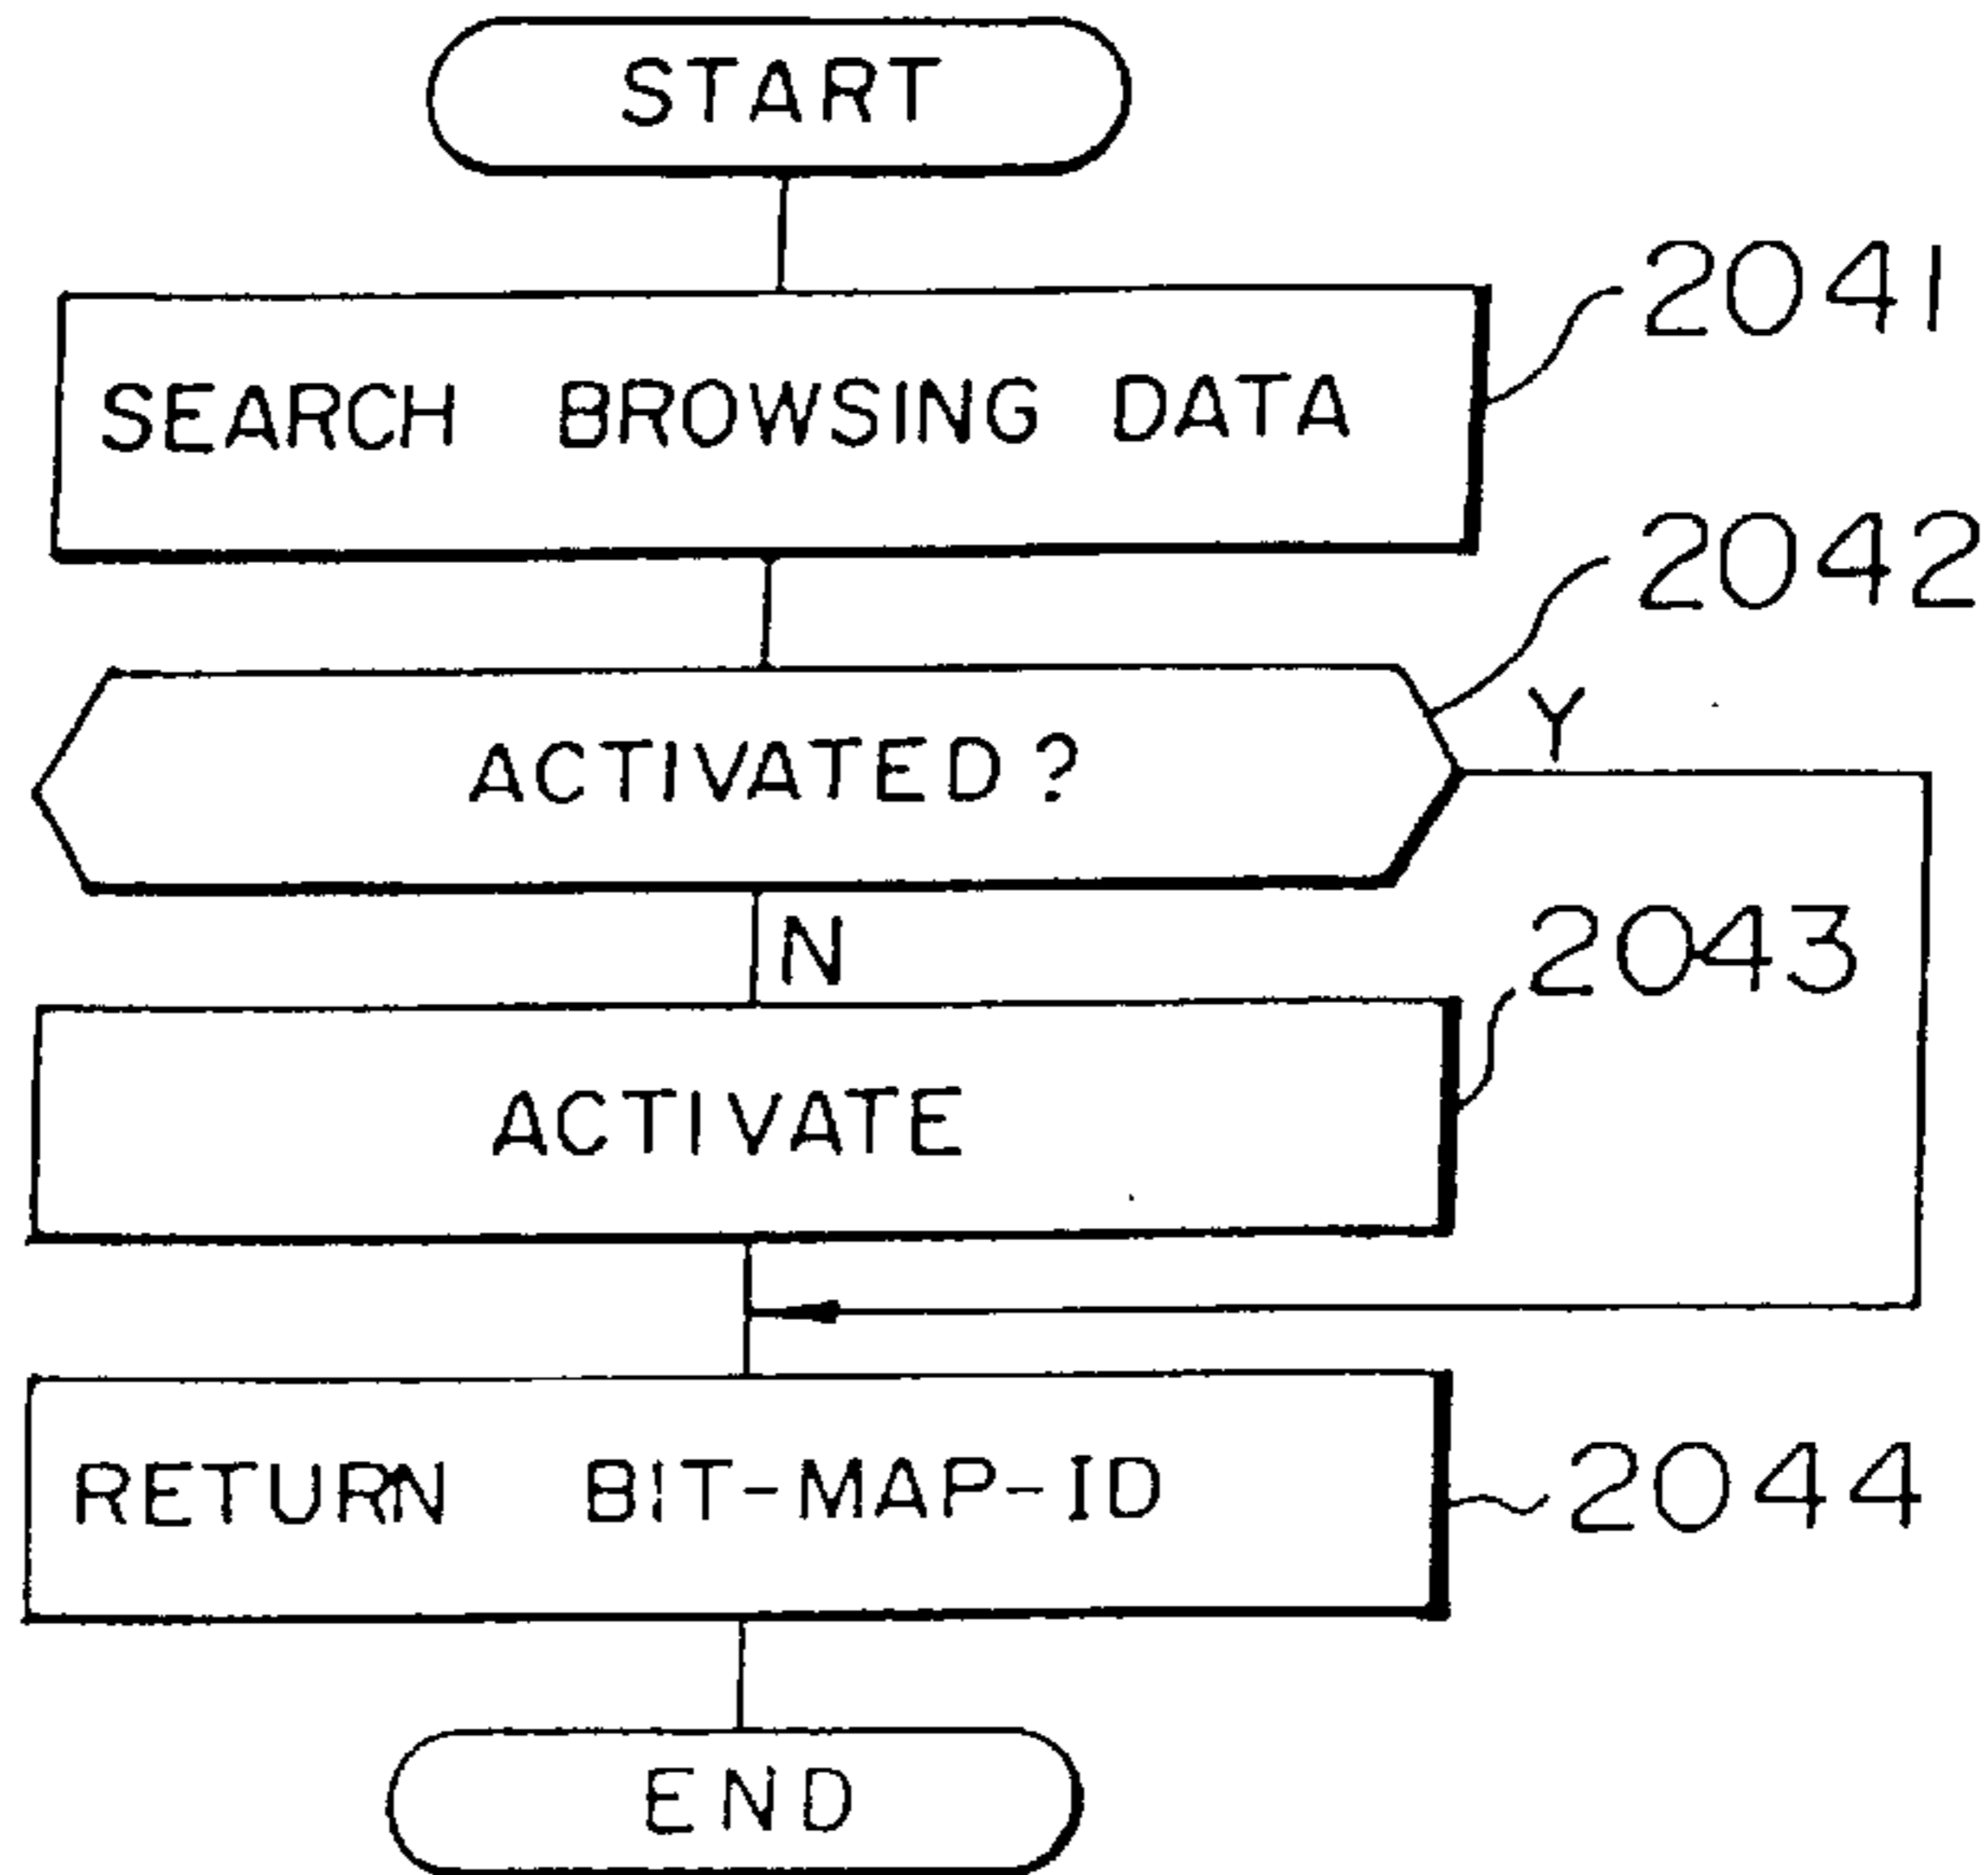 START
2041
SEARCH BROWSING DATA
2042
ACTIVATED?
Y
N
2043
ACTIVATE
RETURN BIT-MAP-ID
2044
END